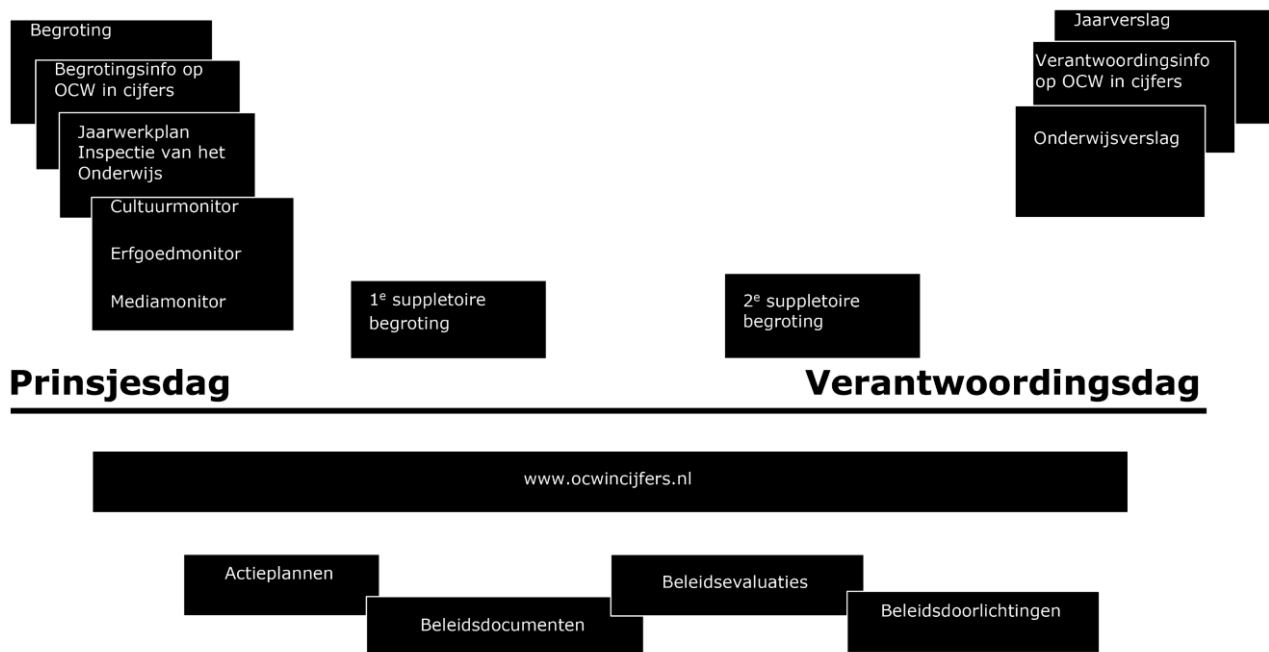 Begroting
Begrotingsinfo op
OCW in cijfers
Jaarwerkplan
Inspectie van het
Onderwijs
Cultuurmonitor
Erfgoedmonitor
Mediamonitor
1e suppletoire
begroting
2e suppletoire
begroting
Jaarverslag
Verantwoordingsinfo
op OCW in cijfers
Onderwijsverslag
Prinsjesdag
Verantwoordingsdag
www.ocwincijfers.nl
Actieplannen
Beleidsdocumenten
Beleidsevaluaties
Beleidsdoorlichtingen